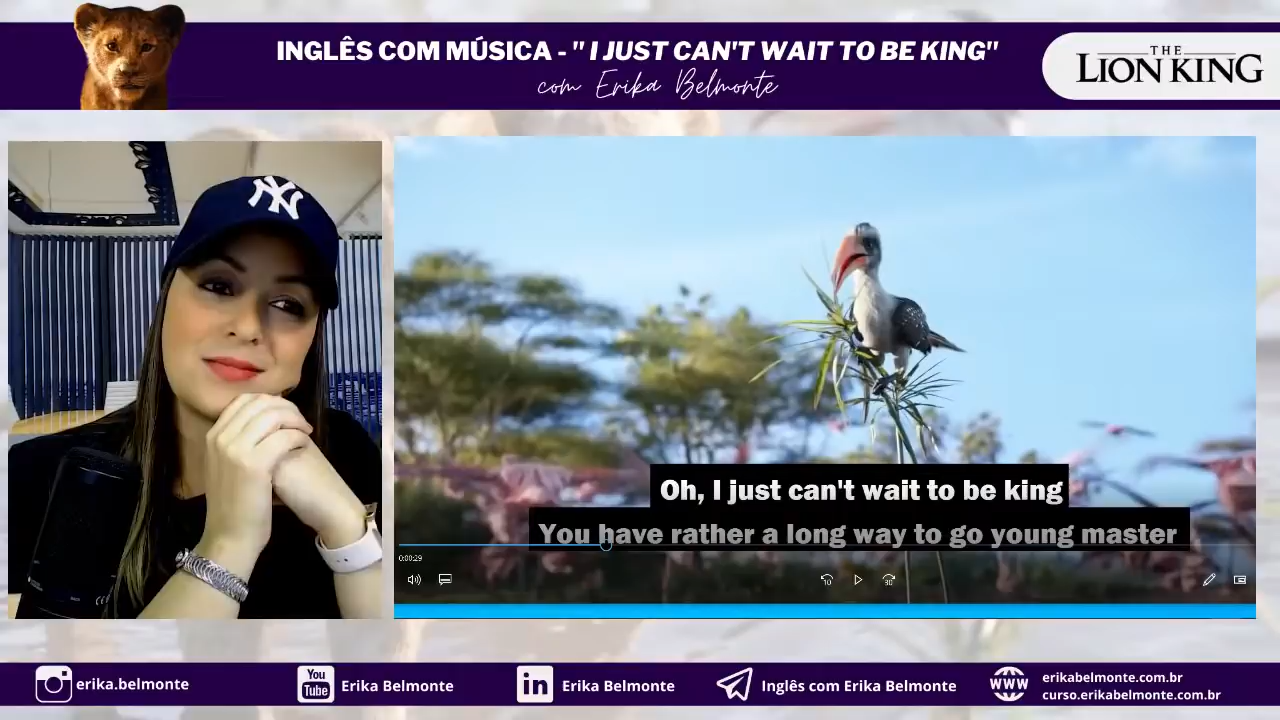 INGLÊS COM MÚSICA - " I JUST CAN'T WAIT TO BE KING"
com Erika Belmonte
THE
LION KING
NY
Oh, I just can't wait to be king
You have rather a long way to go young master
0:00:29
10
30
erika.belmonte
You
Tube
Erika Belmonte
in
Erika Belmonte
Inglês com Erika Belmonte
WWW
erikabelmonte.com.br
curso.erikabelmonte.com.br